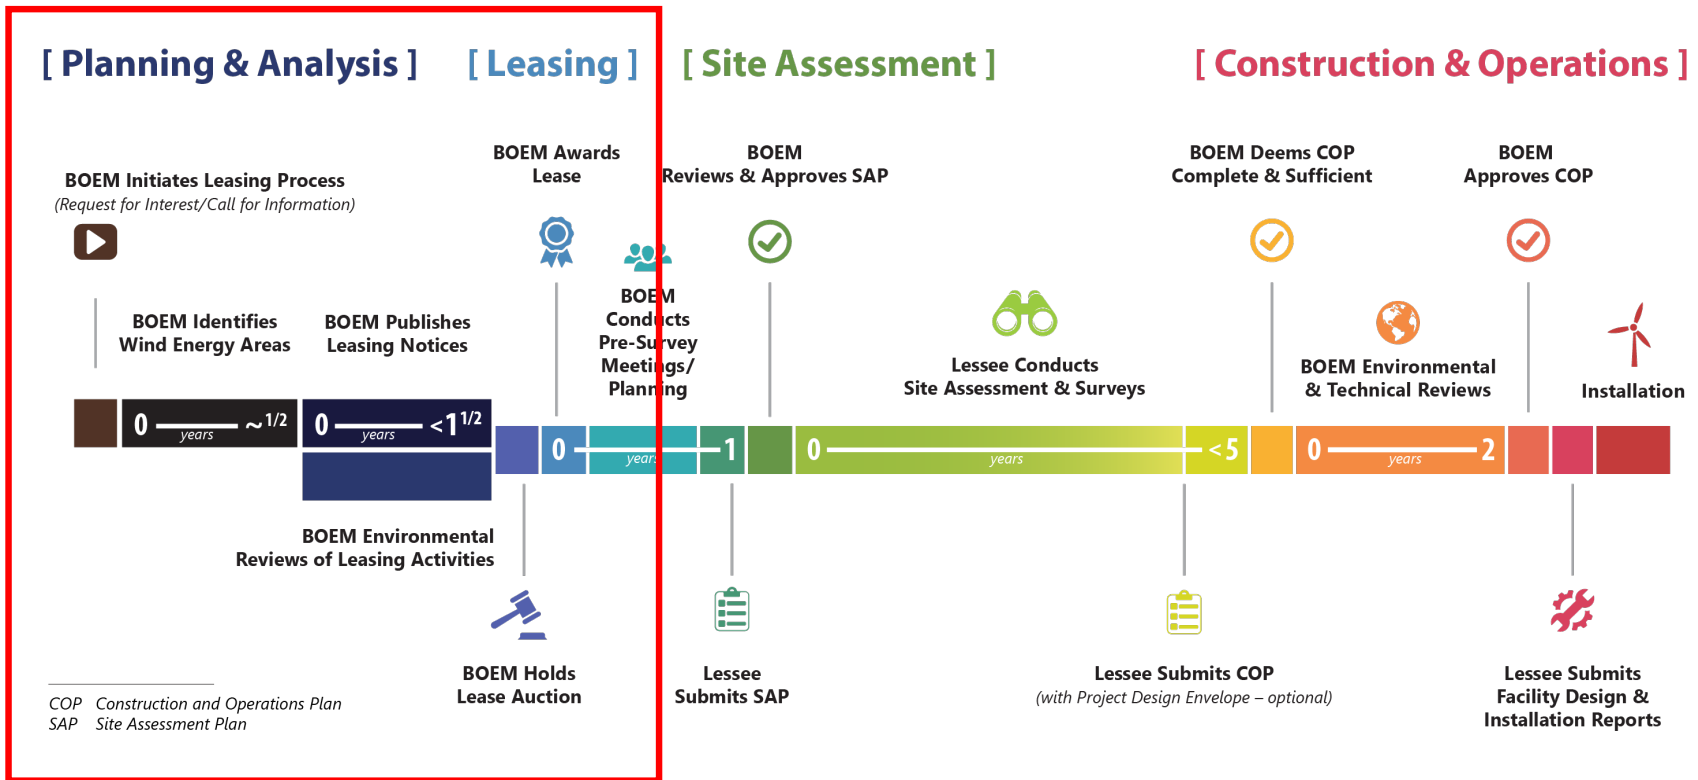 [ Planning & Analysis ]
[ Leasing ]
[ Site Assessment ]
[ Construction & Operations ]
BOEM Initiates Leasing Process
(Request for Interest/Call for Information)
BOEM Awards
Lease
BOEM
Reviews & Approves SAP
BOEM Deems COP
Complete & Sufficient
BOEM
Approves COP
BOEM Identifies
Wind Energy Areas
BOEM Publishes
Leasing Notices
BOEM
Conducts
Pre-Survey
Meetings/
Planning
Lessee Conducts
Site Assessment & Surveys
BOEM Environmental
& Technical Reviews
Installation
0 years ~1/2
0 years <1 1/2
0 years 1
0 years <5
0 years 2
BOEM Environmental
Reviews of Leasing Activities
BOEM Holds
Lease Auction
Lessee
Submits SAP
Lessee Submits COP
(with Project Design Envelope – optional)
Lessee Submits
Facility Design &
Installation Reports
COP Construction and Operations Plan
SAP Site Assessment Plan